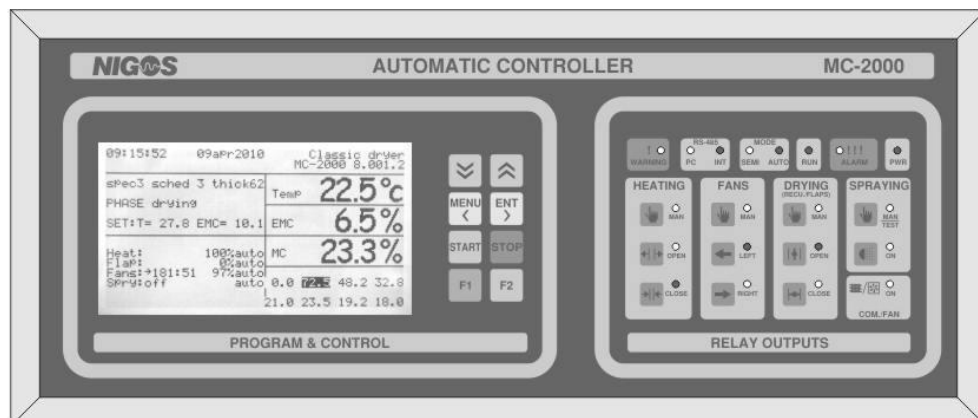 NIGOS AUTOMATIC CONTROLLER MC-2000
09:15:52 09apr2010 Classic dryer
MC-2000 8.001.2
spec3 sched 3 thick62
PHASE drying
SET:T= 27.8 EMC= 10.1
Temp 22.5°c
EMC 6.5%
MC 23.3%
Heat: 100%auto
Flap: 0%auto
Fans:→181:51 97%auto
Spry:off auto
0.0 72.5 48.2 32.8
21.0 23.5 19.2 18.0
MENU ENT
START STOP
F1 F2
PROGRAM & CONTROL
RS-485 MODE
! !!!
WARNING PC INT SEMI AUTO RUN ALARM PWR
HEATING
MAN
OPEN
CLOSE
FANS
MAN
LEFT
RIGHT
DRYING
(RECU.FLAPS)
MAN
OPEN
CLOSE
SPRAYING
MAN
TEST
ON
ON
COM./FAN
RELAY OUTPUTS